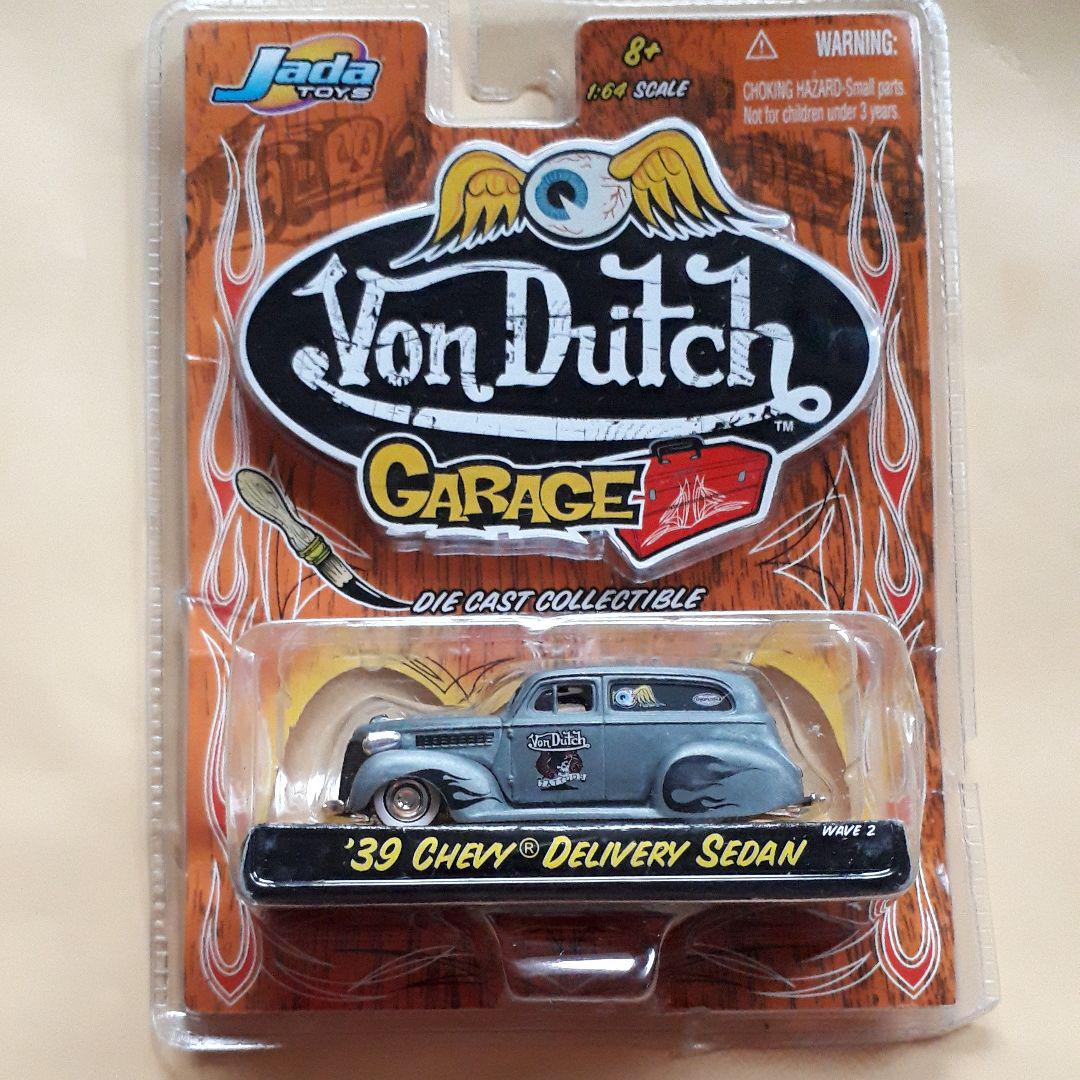 Jada
TOYS
8+
1:64 SCALE
WARNING:
CHOKING HAZARD-Small parts.
Not for children under 3 years.
Von Dutch
TM
GARAGE
DIE CAST COLLECTIBLE
Von Dutch
WAVE 2
'39 CHEVY® DELIVERY SEDAN